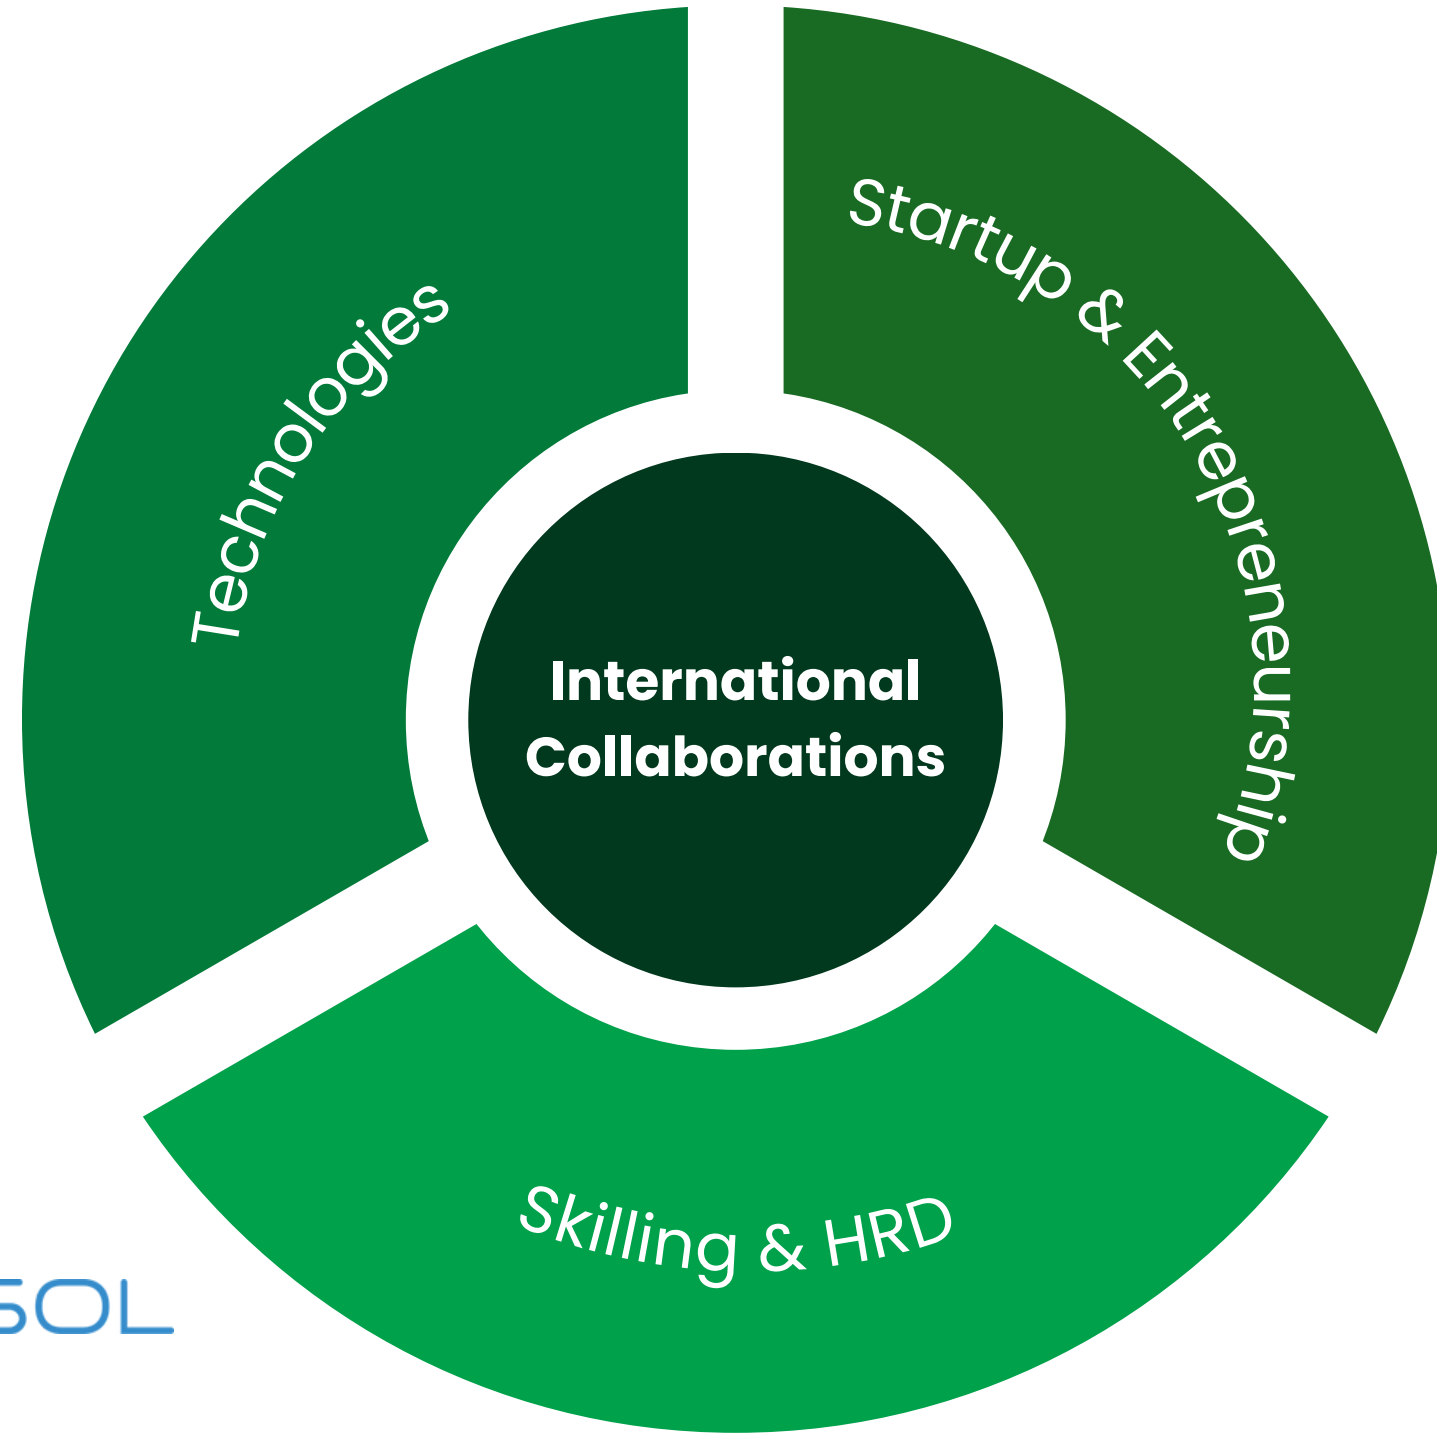 Startup & Entrepreneurship
Technologies
International
Collaborations
Skilling & HRD
SOL